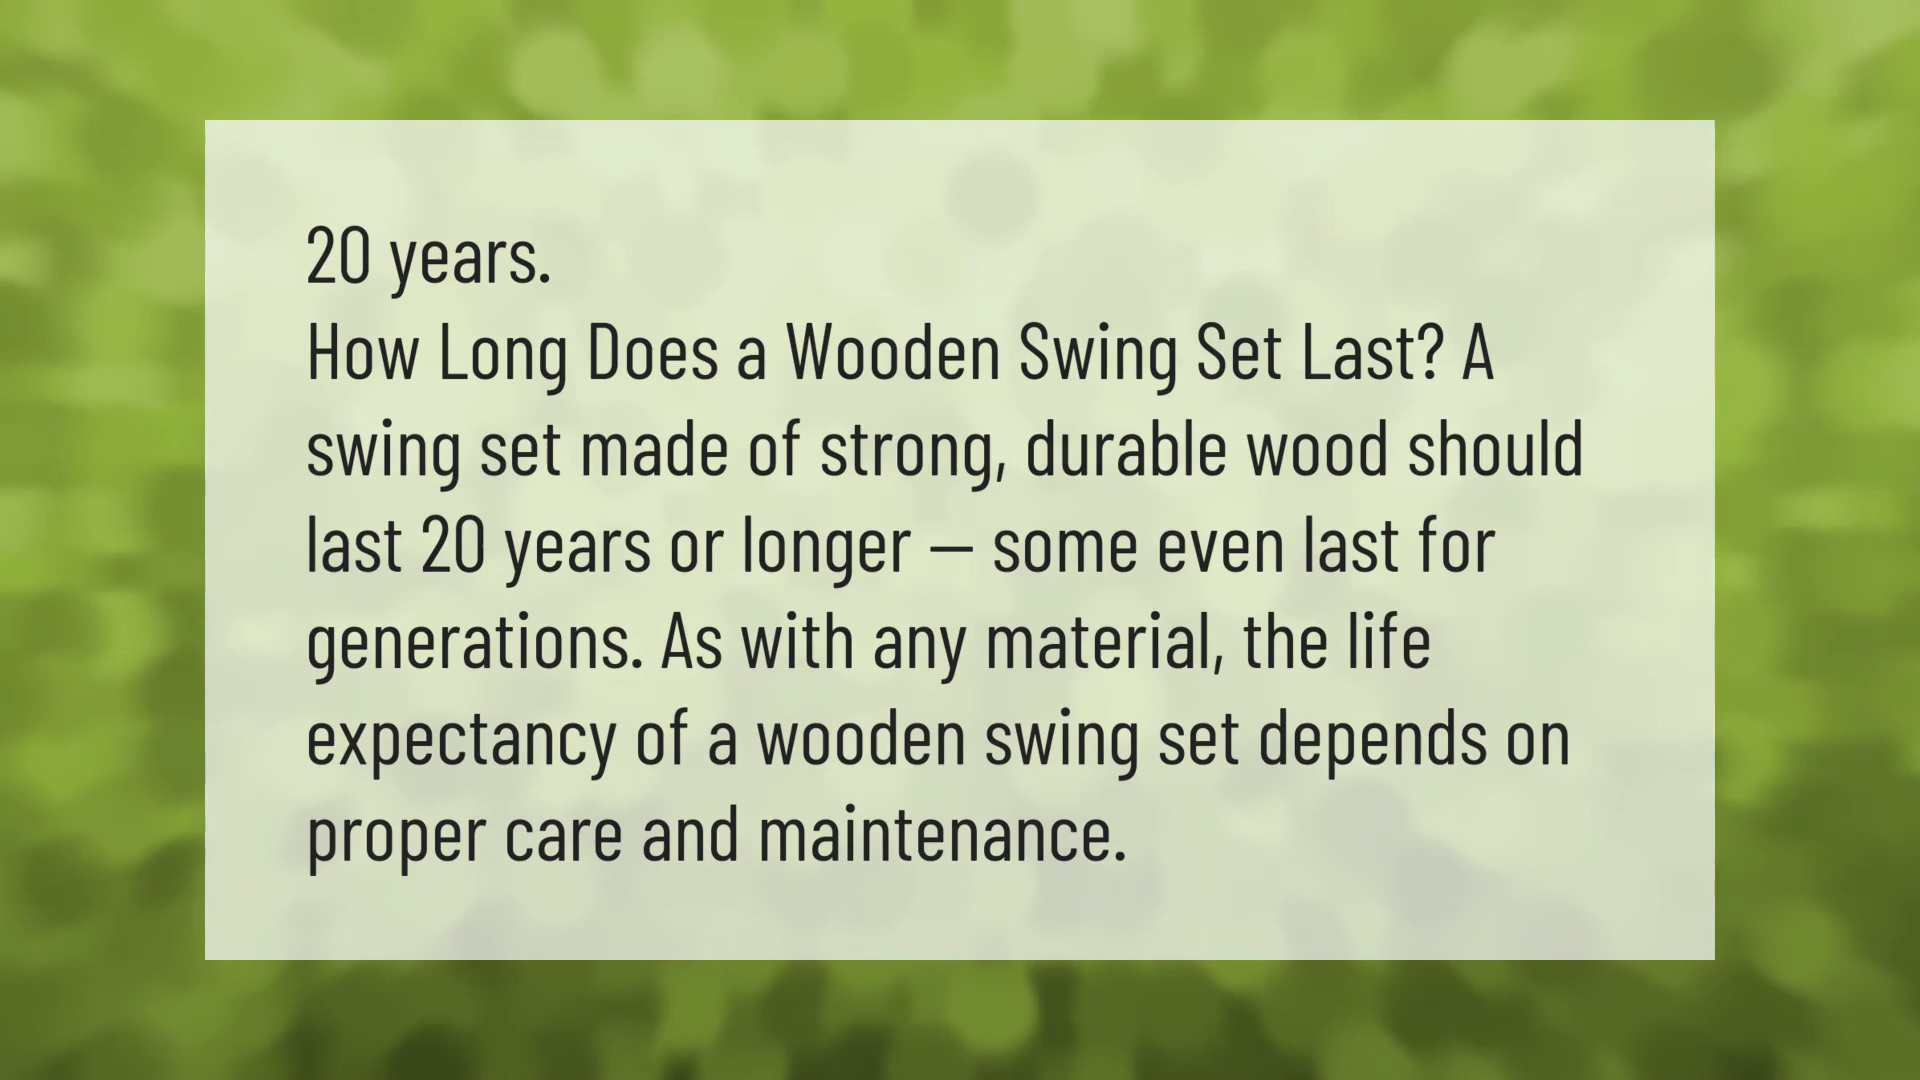 20 years.
How Long Does a Wooden Swing Set Last? A
swing set made of strong, durable wood should
last 20 years or longer — some even last for
generations. As with any material, the life
expectancy of a wooden swing set depends on
proper care and maintenance.